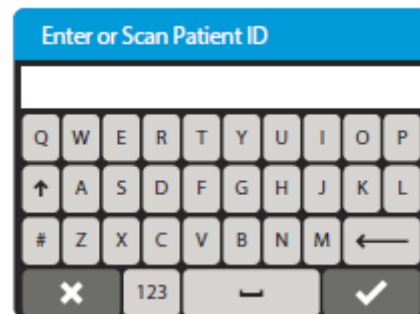 Enter or Scan Patient ID
Q W E R T Y U I O P
↑ A S D F G H J K L
# Z X C V B N M ←
123